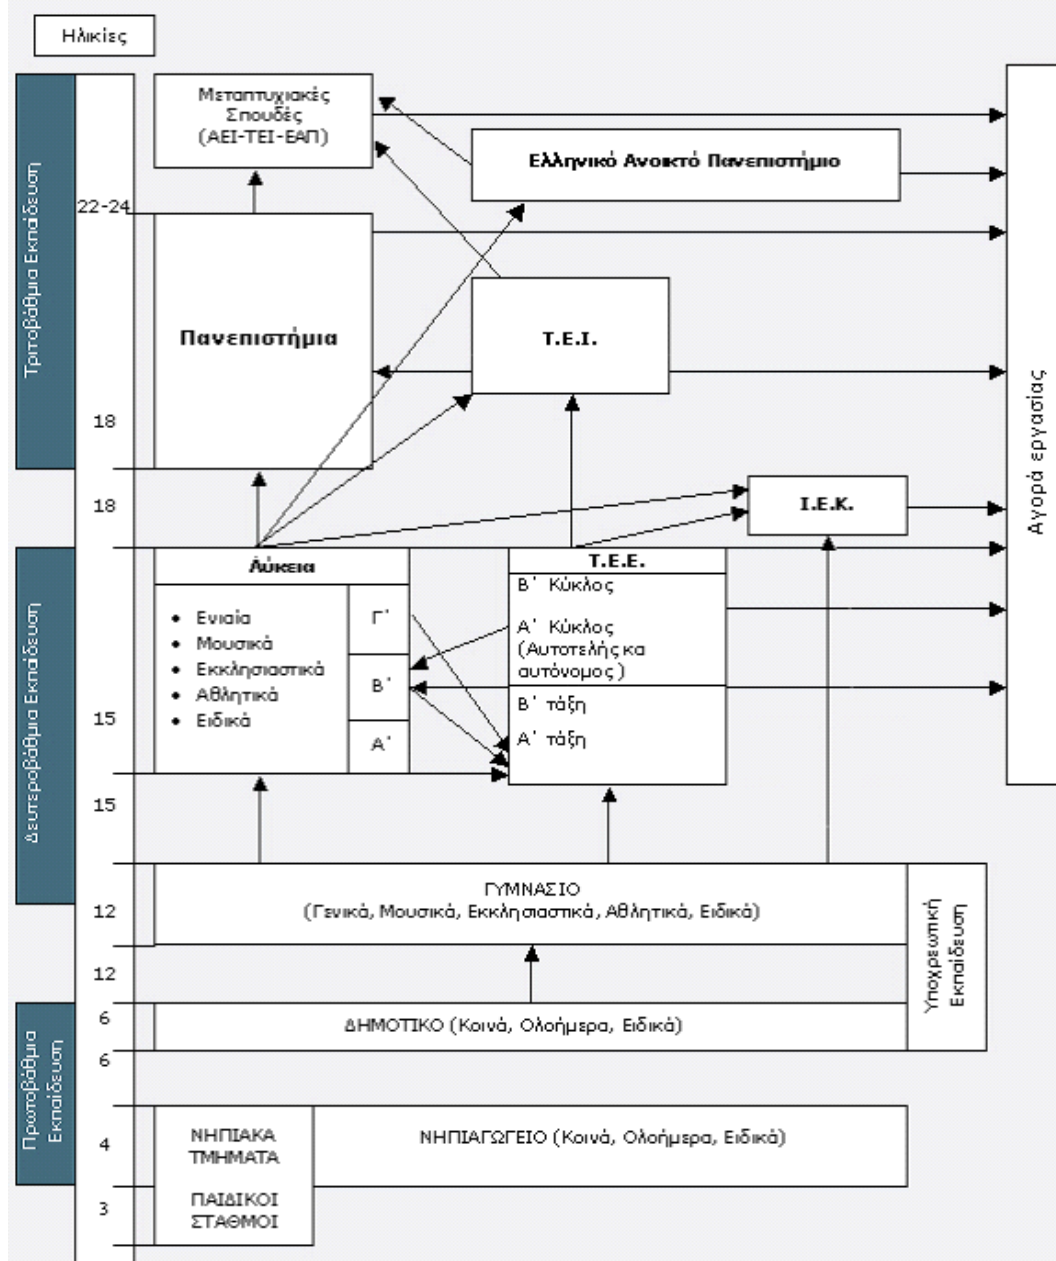 Ηλικίες
Τριτοβάθμια Εκπαίδευση
Μεταπτυχιακές
Σπουδές
(ΑΕΙ-ΤΕΙ-ΕΑΠ)
Ελληνικό Ανοικτό Πανεπιστήμιο
22-24
Πανεπιστήμια
Τ.Ε.Ι.
Αγορά εργασίας
18
18
Ι.Ε.Κ.
Δευτεροβάθμια Εκπαίδευση
Λύκεια
• Ενιαία
• Μουσικά
• Εκκλησιαστικά
• Αθλητικά
• Ειδικά
Γ΄
Β΄
Α΄
Τ.Ε.Ε.
Β΄ Κύκλος
Α΄ Κύκλος
(Αυτοτελής κα
αυτόνομος )
Β΄ τάξη
Α΄ τάξη
15
15
ΓΥΜΝΑΣΙΟ
(Γενικά, Μουσικά, Εκκλησιαστικά, Αθλητικά, Ειδικά)
12
12
Υποχρεωτική
Εκπαίδευση
6
ΔΗΜΟΤΙΚΟ (Κοινά, Ολοήμερα, Ειδικά)
6
Πρωτοβάθμια
Εκπαίδευση
4
ΝΗΠΙΑΚΑ
ΤΜΗΜΑΤΑ
ΝΗΠΙΑΓΩΓΕΙΟ (Κοινά, Ολοήμερα, Ειδικά)
3
ΠΑΙΔΙΚΟΙ
ΣΤΑΘΜΟΙ